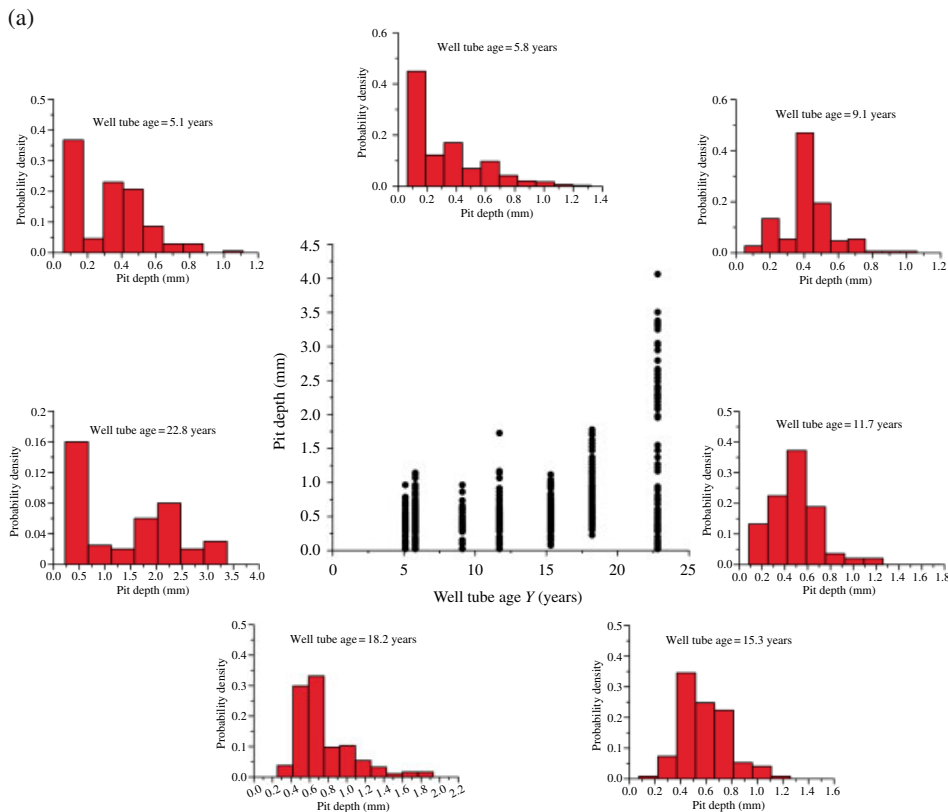 (a)
0.6
0.4
0.2
0.0
Probability density
Well tube age = 5.8 years
0.0 0.2 0.4 0.6 0.8 1.0 1.2 1.4
Pit depth (mm)
0.5
0.4
0.3
0.2
0.1
0.0
Probability density
Well tube age = 5.1 years
0.0 0.2 0.4 0.6 0.8 1.0 1.2
Pit depth (mm)
0.6
0.4
0.2
0.0
Probability density
Well tube age = 9.1 years
0.0 0.2 0.4 0.6 0.8 1.0 1.2
Pit depth (mm)
4.5
4.0
3.5
3.0
2.5
2.0
1.5
1.0
0.5
0.0
Pit depth (mm)
0 5 10 15 20 25
Well tube age Y (years)
0.2
0.16
0.12
0.08
0.04
0
Probability density
Well tube age = 22.8 years
0.0 0.5 1.0 1.5 2.0 2.5 3.0 3.5 4.0
Pit depth (mm)
0.5
0.4
0.3
0.2
0.1
0.0
Probability density
Well tube age = 11.7 years
0.0 0.2 0.4 0.6 0.8 1.0 1.2 1.4 1.6 1.8
Pit depth (mm)
0.5
0.4
0.3
0.2
0.1
0.0
Probability density
Well tube age = 18.2 years
0.0 0.2 0.4 0.6 0.8 1.0 1.2 1.4 1.6 1.8 2.0 2.2
Pit depth (mm)
0.5
0.4
0.3
0.2
0.1
0.0
Probability density
Well tube age = 15.3 years
0.0 0.2 0.4 0.6 0.8 1.0 1.2 1.4 1.6
Pit depth (mm)